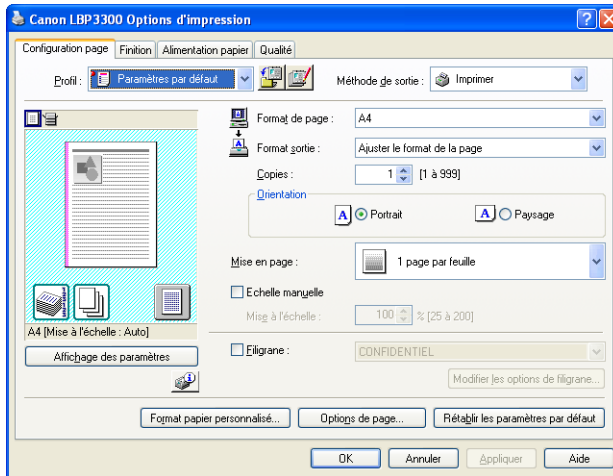 Canon LBP3300 Options d'impression
Configuration page Finition Alimentation papier Qualité
Profil : Paramètres par défaut Méthode de sortie : Imprimer
Format de page : A4
Format sortie : Ajuster le format de la page
Copies : 1 [1 à 999]
Orientation
A Portrait A Paysage
Mise en page : 1 page par feuille
Echelle manuelle
Mise à l'échelle : 100 % [25 à 200]
A4 [Mise à l'échelle : Auto]
Affichage des paramètres
Filigrane : CONFIDENTIEL
Modifier les options de filigrane...
Format papier personnalisé... Options de page... Rétablir les paramètres par défaut
OK Annuler Appliquer Aide